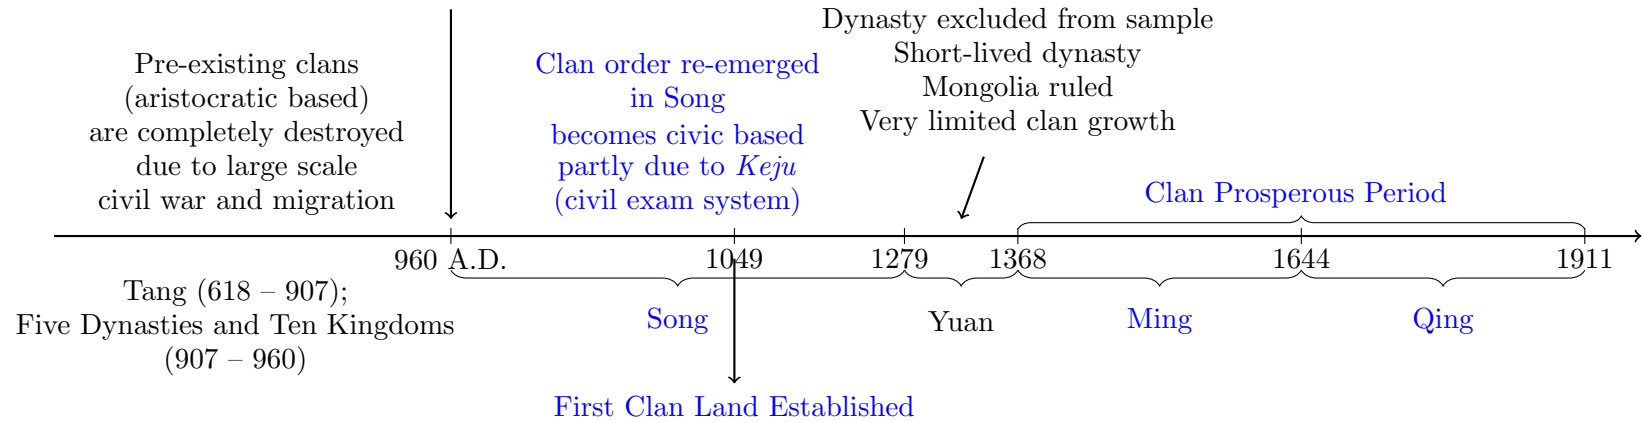 Dynasty excluded from sample
Short-lived dynasty
Mongolia ruled
Very limited clan growth
Pre-existing clans
(aristocratic based)
are completely destroyed
due to large scale
civil war and migration
Clan order re-emerged
in Song
becomes civic based
partly due to Keju
(civil exam system)
Clan Prosperous Period
960 A.D.
1049
1279
1368
1644
1911
Tang (618 – 907);
Five Dynasties and Ten Kingdoms
(907 – 960)
Song
Yuan
Ming
Qing
First Clan Land Established